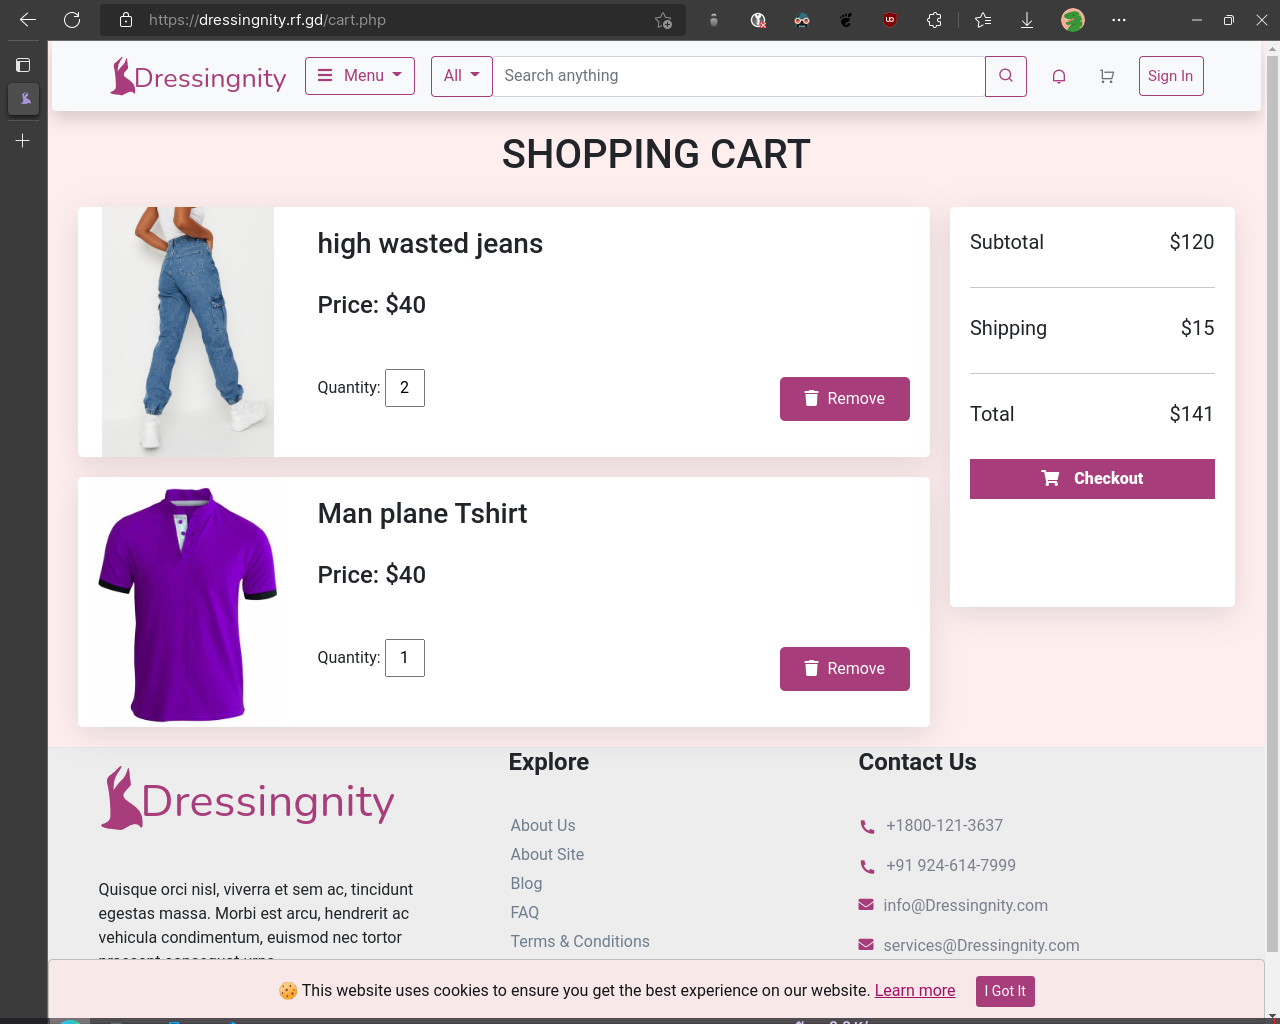 https://dressingnity.rf.gd/cart.php
Dressingnity
Menu
All
Search anything
Sign In
SHOPPING CART
high wasted jeans
Price: $40
Quantity: 2
Remove
Man plane Tshirt
Price: $40
Quantity: 1
Remove
Subtotal $120
Shipping $15
Total $141
Checkout
Dressingnity
Quisque orci nisl, viverra et sem ac, tincidunt
egestas massa. Morbi est arcu, hendrerit ac
vehicula condimentum, euismod nec tortor
Explore
About Us
About Site
Blog
FAQ
Terms & Conditions
Contact Us
+1800-121-3637
+91 924-614-7999
info@Dressingnity.com
services@Dressingnity.com
This website uses cookies to ensure you get the best experience on our website. Learn more
I Got It